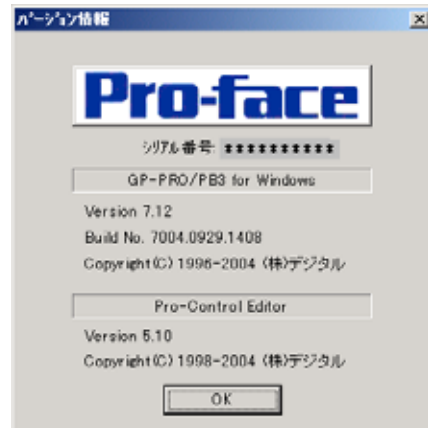 バージョン情報
Pro-face
シリアル番号: **********
GP-PRO/PB3 for Windows
Version 7.12
Build No. 7004.0929.1408
Copyright(C) 1996-2004 (株)デジタル
Pro-Control Editor
Version 5.10
Copyright(C) 1998-2004 (株)デジタル
OK